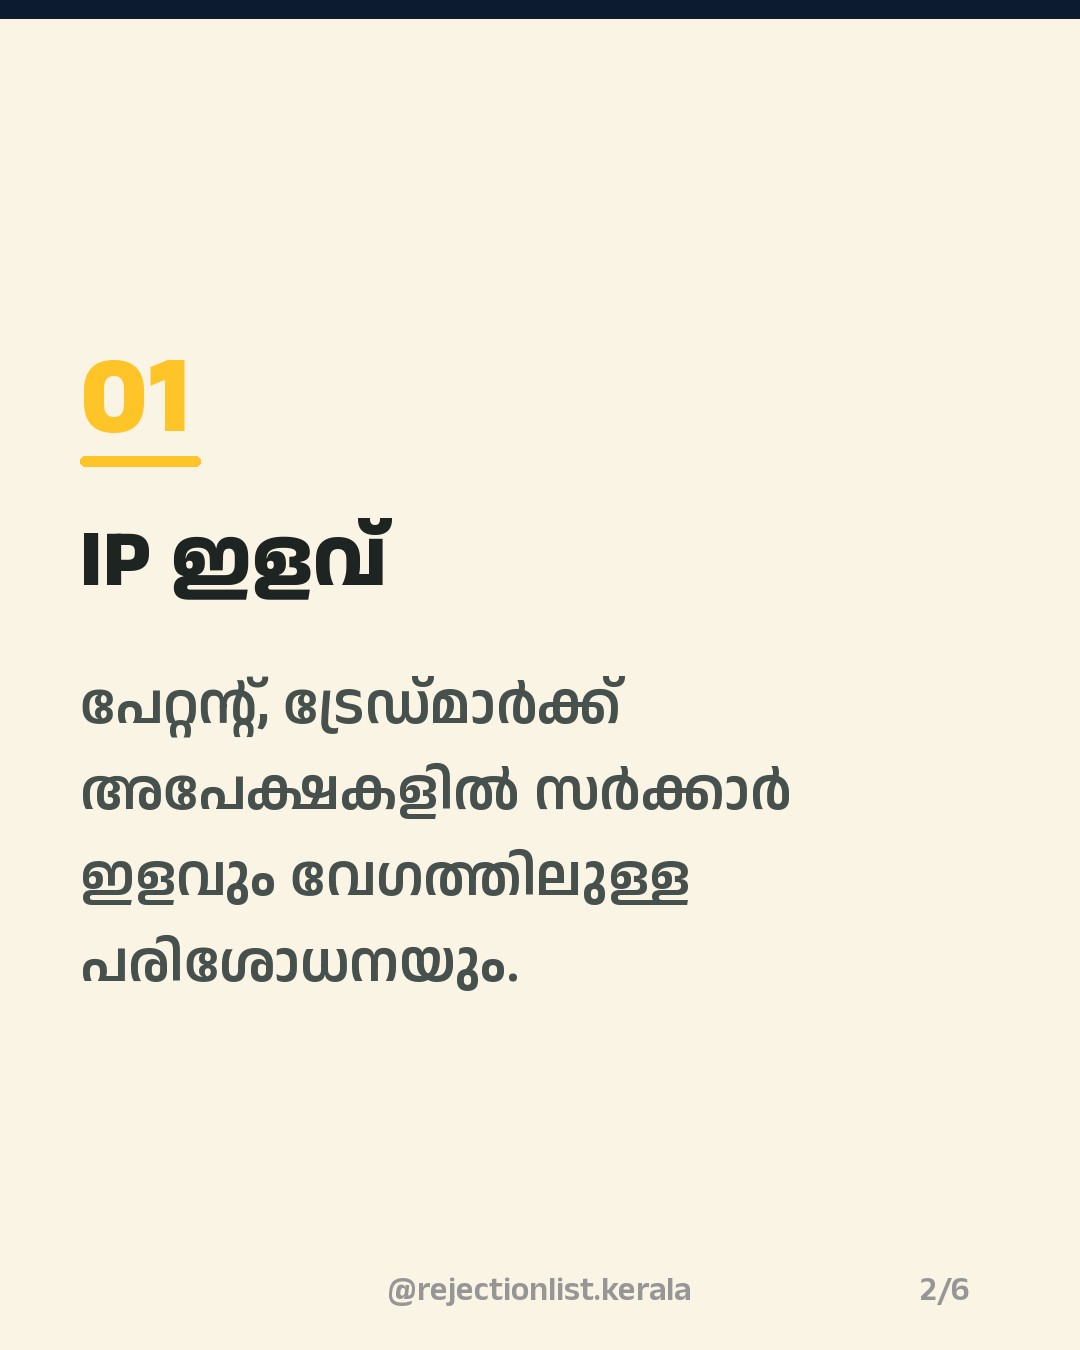 01
IP ഇളവ്
പേറ്റന്റ്, ട്രേഡ്മാർക്ക്
അപേക്ഷകളിൽ സർക്കാർ
ഇളവും വേഗത്തിലുള്ള
പരിശോധനയും.
@rejectionlist.kerala
2/6